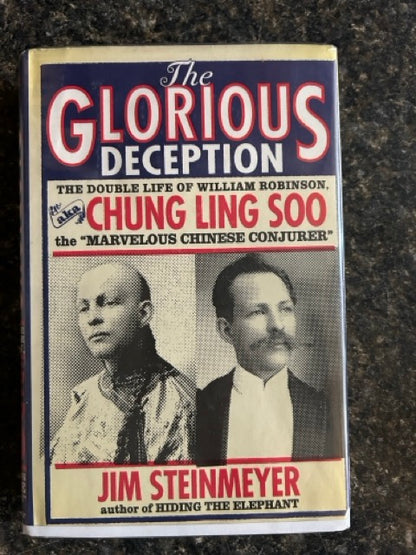 The
GLORIOUS
DECEPTION
THE DOUBLE LIFE OF WILLIAM ROBINSON,
aka CHUNG LING SOO
the "MARVELOUS CHINESE CONJURER"
JIM STEINMEYER
author of HIDING THE ELEPHANT